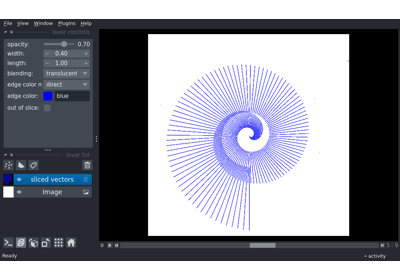 File View Window Plugins Help
layer controls
opacity: 0.70
width: 0.40
length: 1.00
blending: translucent
edge color m direct
edge color: blue
out of slice:
layer list
sliced vectors
Image
0
Ready
activity